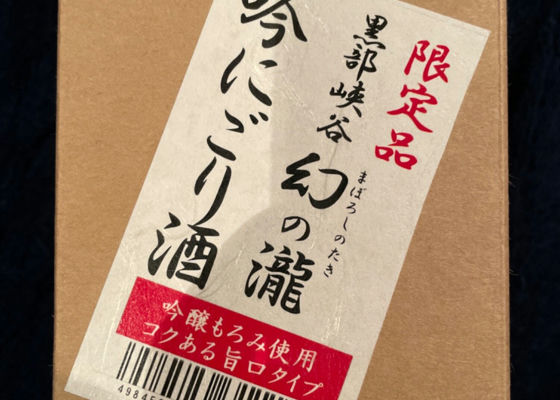 限定品
黒部峡谷
幻の瀧
まぼろしのたき
吟にごり酒
吟醸もろみ使用
コクある旨口タイプ